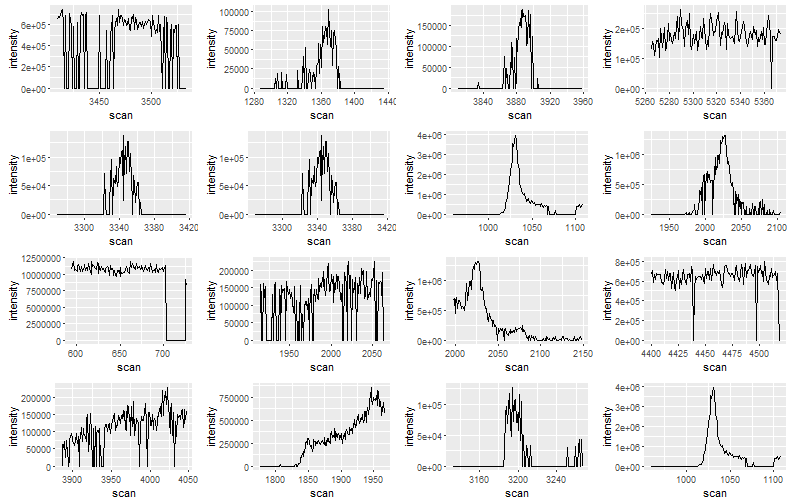 intensity
6e+05
4e+05
2e+05
0e+00
3450 3500
scan
intensity
100000
75000
50000
25000
0
1280 1320 1360 1400 1440
scan
intensity
150000
100000
50000
0
3840 3880 3920 3960
scan
intensity
2e+05
1e+05
0e+00
5260 5280 5300 5320 5340 5360
scan
intensity
1e+05
5e+04
0e+00
3300 3340 3380 3420
scan
intensity
1e+05
5e+04
0e+00
3300 3340 3380 3420
scan
intensity
4e+06
3e+06
2e+06
1e+06
0e+00
1000 1050 1100
scan
intensity
1e+06
5e+05
0e+00
1950 2000 2050 2100
scan
intensity
12500000
10000000
7500000
5000000
2500000
0
600 650 700
scan
intensity
200000
150000
100000
50000
0
1950 2000 2050
scan
intensity
1e+06
5e+05
0e+00
2000 2050 2100 2150
scan
intensity
8e+05
6e+05
4e+05
2e+05
0e+00
4400 4425 4450 4475 4500
scan
intensity
200000
150000
100000
50000
0
3900 3950 4000 4050
scan
intensity
750000
500000
250000
0
1800 1850 1900 1950
scan
intensity
1e+05
5e+04
0e+00
3160 3200 3240
scan
intensity
4e+06
3e+06
2e+06
1e+06
0e+00
1000 1050 1100
scan